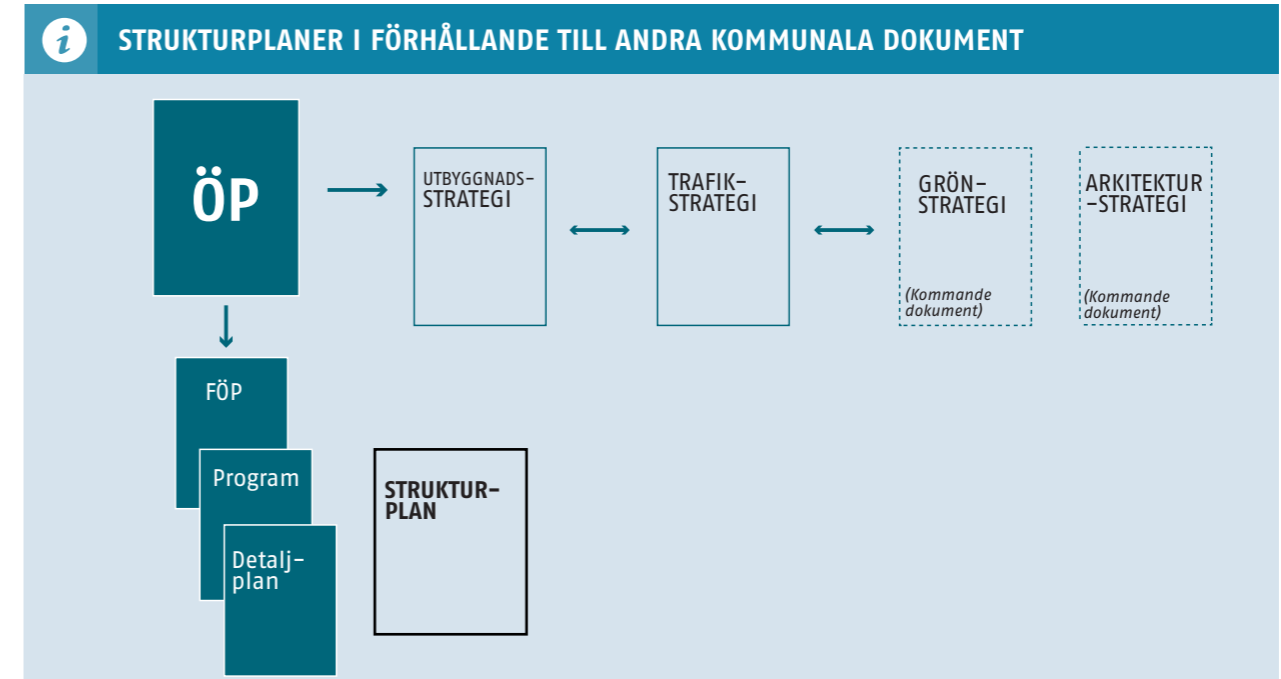 i
STRUKTURPLANER I FÖRHÅLLANDE TILL ANDRA KOMMUNALA DOKUMENT
ÖP
UTBYGGNADS-
STRATEGI
TRAFIK-
STRATEGI
GRÖN-
STRATEGI
(Kommande
dokument)
ARKITEKTUR
-STRATEGI
(Kommande
dokument)
FÖP
Program
Detalj-
plan
STRUKTUR-
PLAN